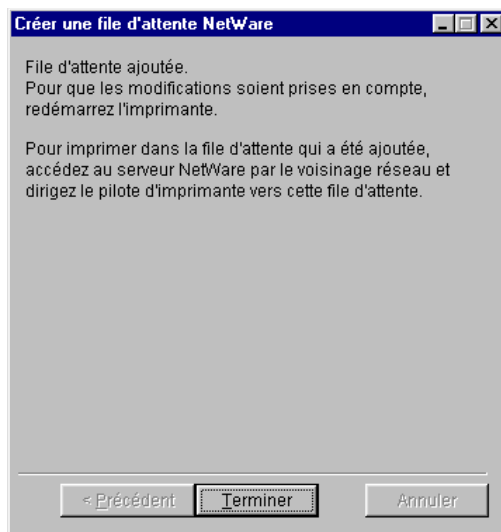 Créer une file d'attente NetWare
File d'attente ajoutée.
Pour que les modifications soient prises en compte,
redémarrez l'imprimante.
Pour imprimer dans la file d'attente qui a été ajoutée,
accédez au serveur NetWare par le voisinage réseau et
dirigez le pilote d'imprimante vers cette file d'attente.
< Précédent
Terminer
Annuler